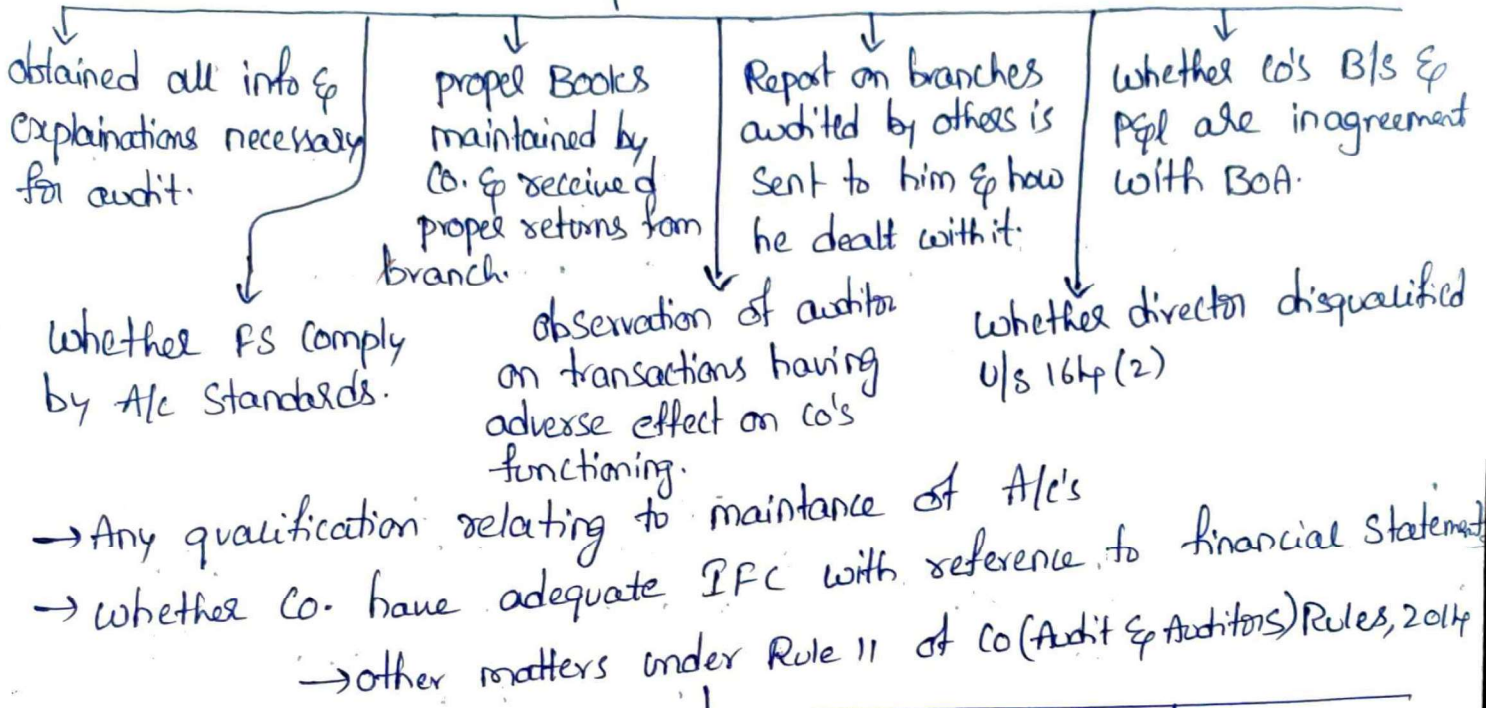 obtained all info &
explainations necessary
for audit.
proper Books
maintained by
Co. & received
proper returns from
branch.
Report on branches
audited by others is
sent to him & how
he dealt with it.
whether co's B/s &
P&L are inagreement
with BOA.
whether FS comply
by A/c Standards.
observation of auditor
on transactions having
adverse effect on co's
functioning.
whether director disqualified
U/s 164(2)
→ Any qualification relating to maintance of A/c's
→ whether Co. have adequate IFC with reference to financial Statement
→ other matters under Rule 11 of Co (Audit & Auditors) Rules, 2014